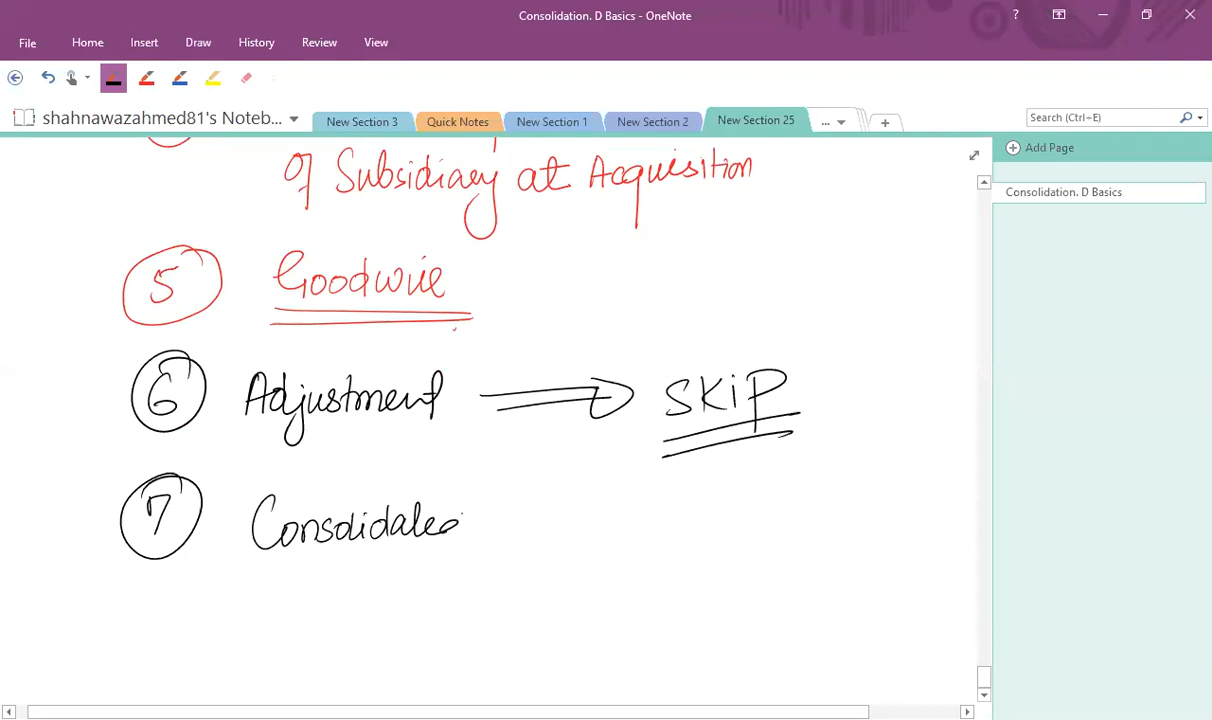 Consolidation. D Basics - OneNote
?
File Home Insert Draw History Review View
shahnawazahmed81's Noteb... New Section 3 Quick Notes New Section 1 New Section 2 New Section 25 ... + Search (Ctrl+E)
Add Page
Consolidation. D Basics
of Subsidiary at Acquisition
5 Goodwill
6 Adjustment SKIP
7 Consolidated